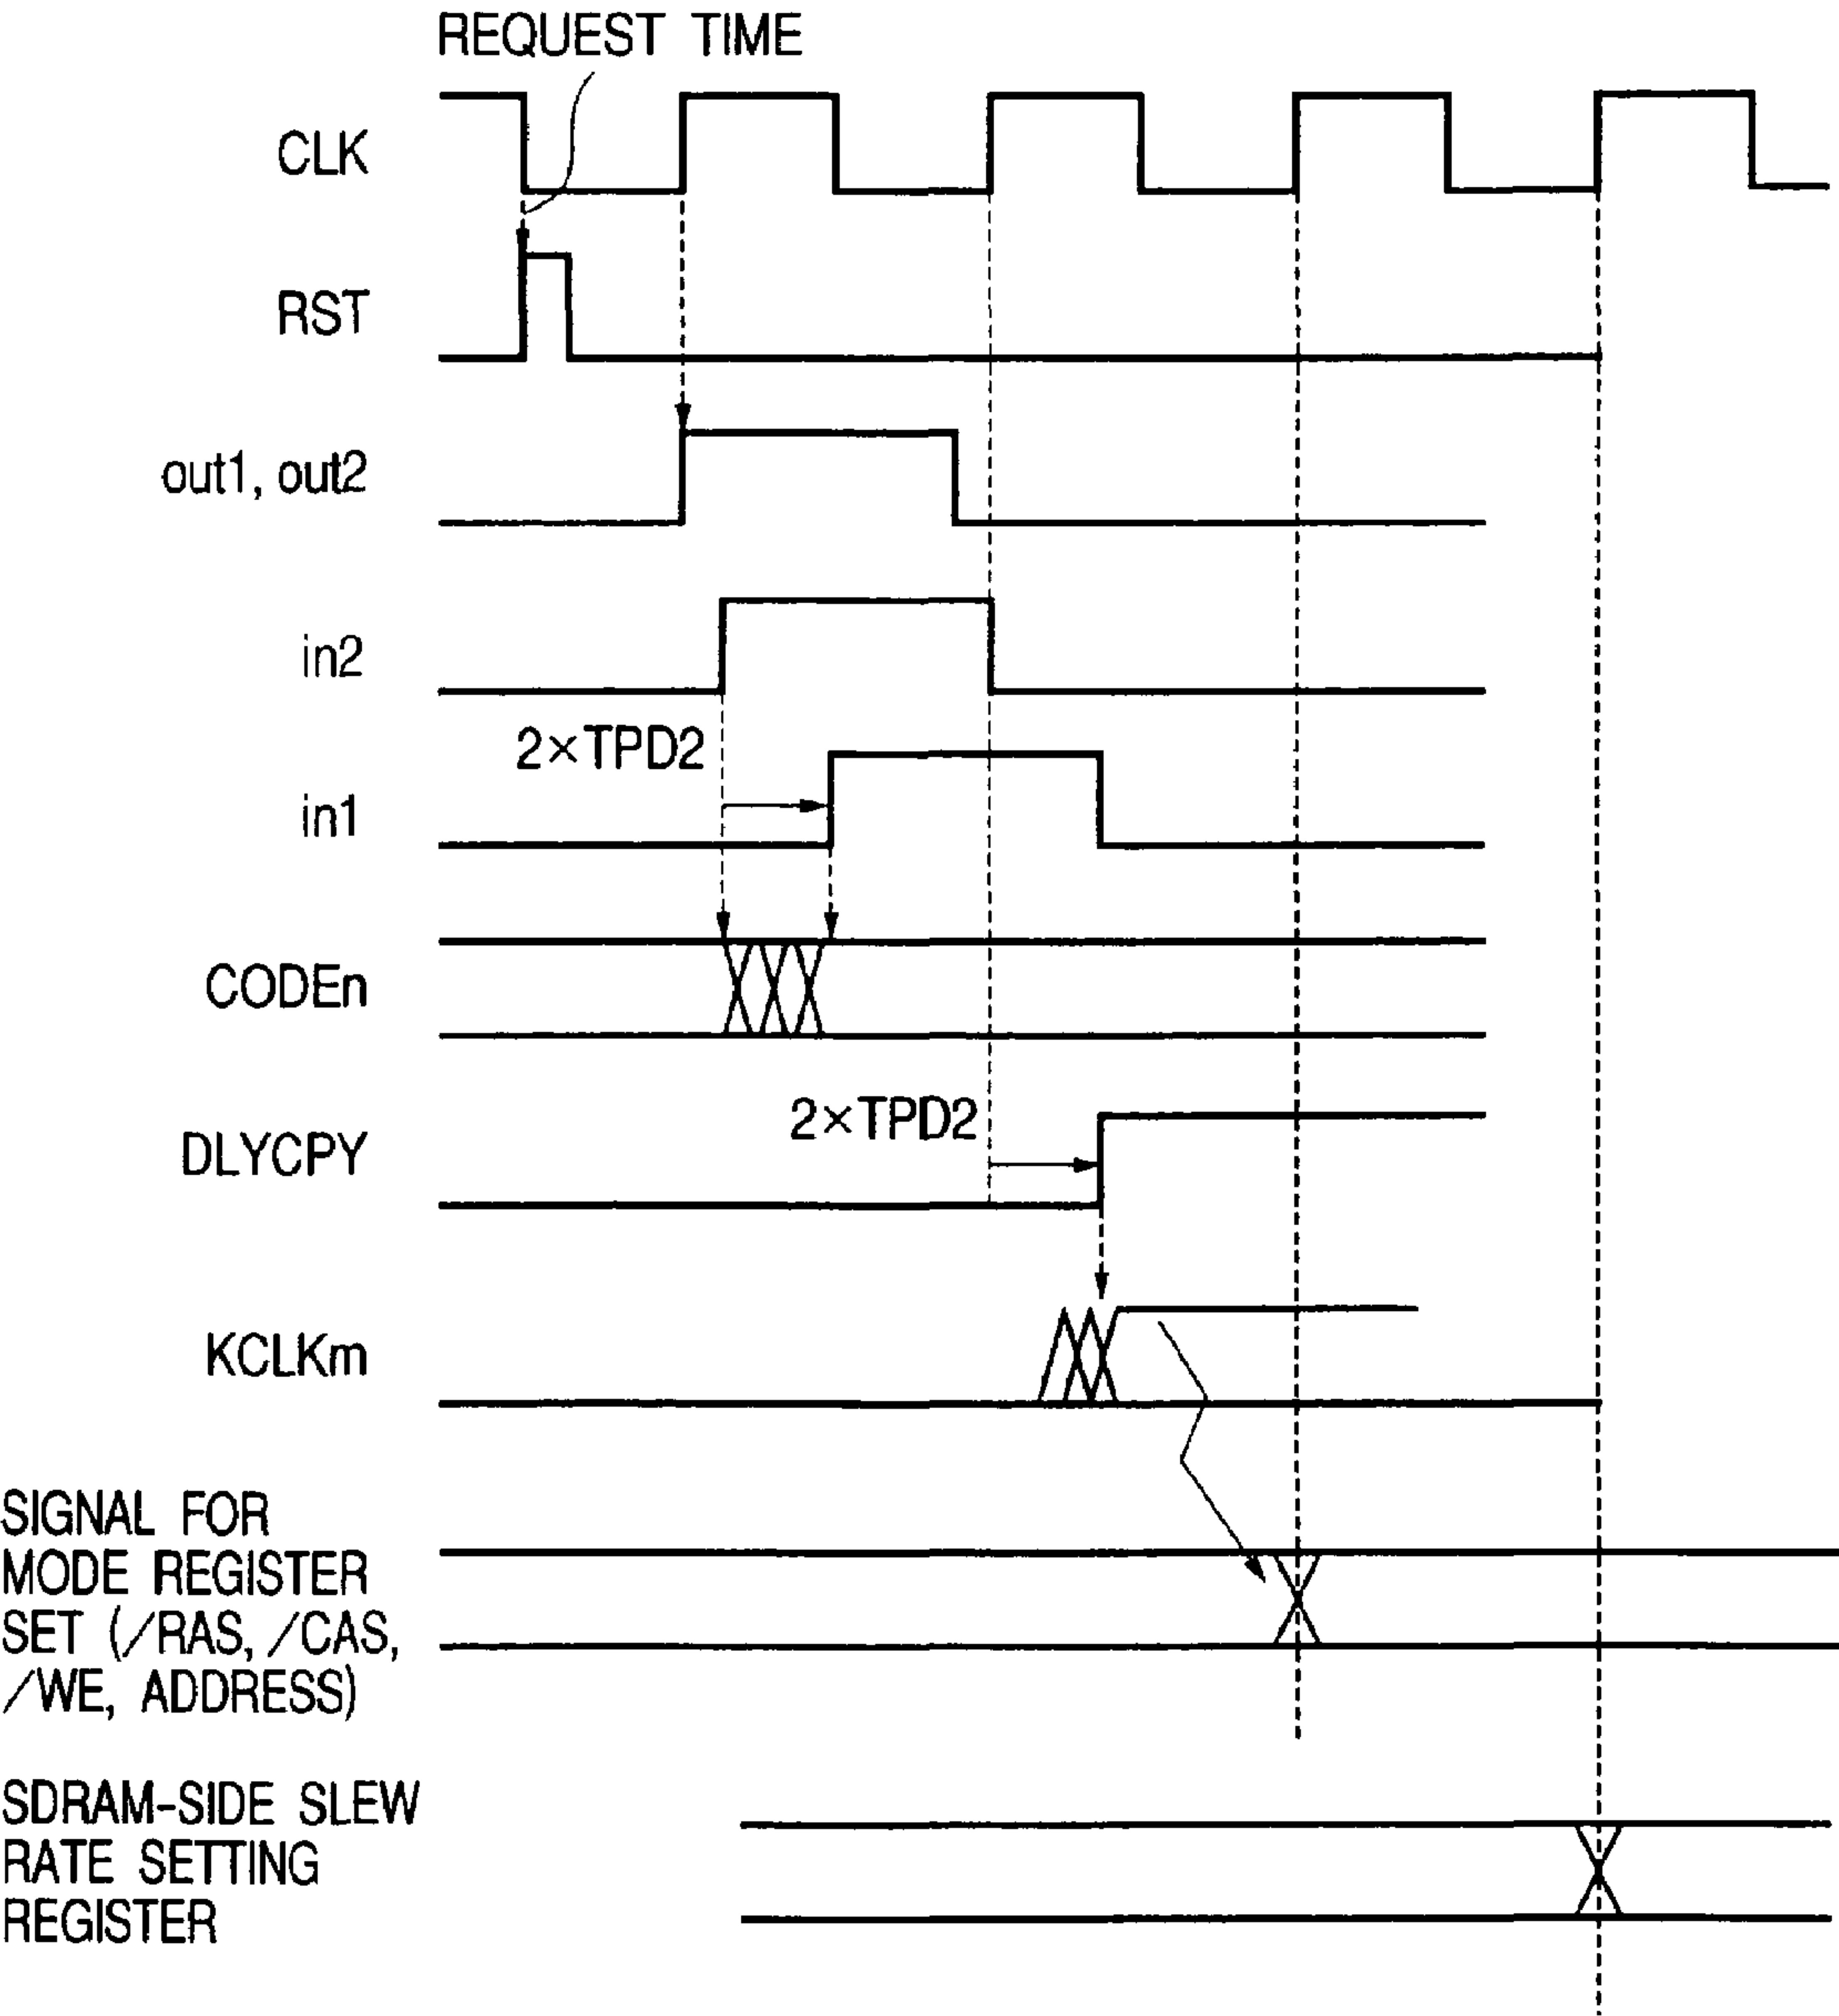 REQUEST TIME
CLK
RST
out1, out2
in2
2×TPD2
in1
CODEn
2×TPD2
DLYCPY
KCLKm
SIGNAL FOR
MODE REGISTER
SET (/RAS, /CAS,
/WE, ADDRESS)
SDRAM-SIDE SLEW
RATE SETTING
REGISTER